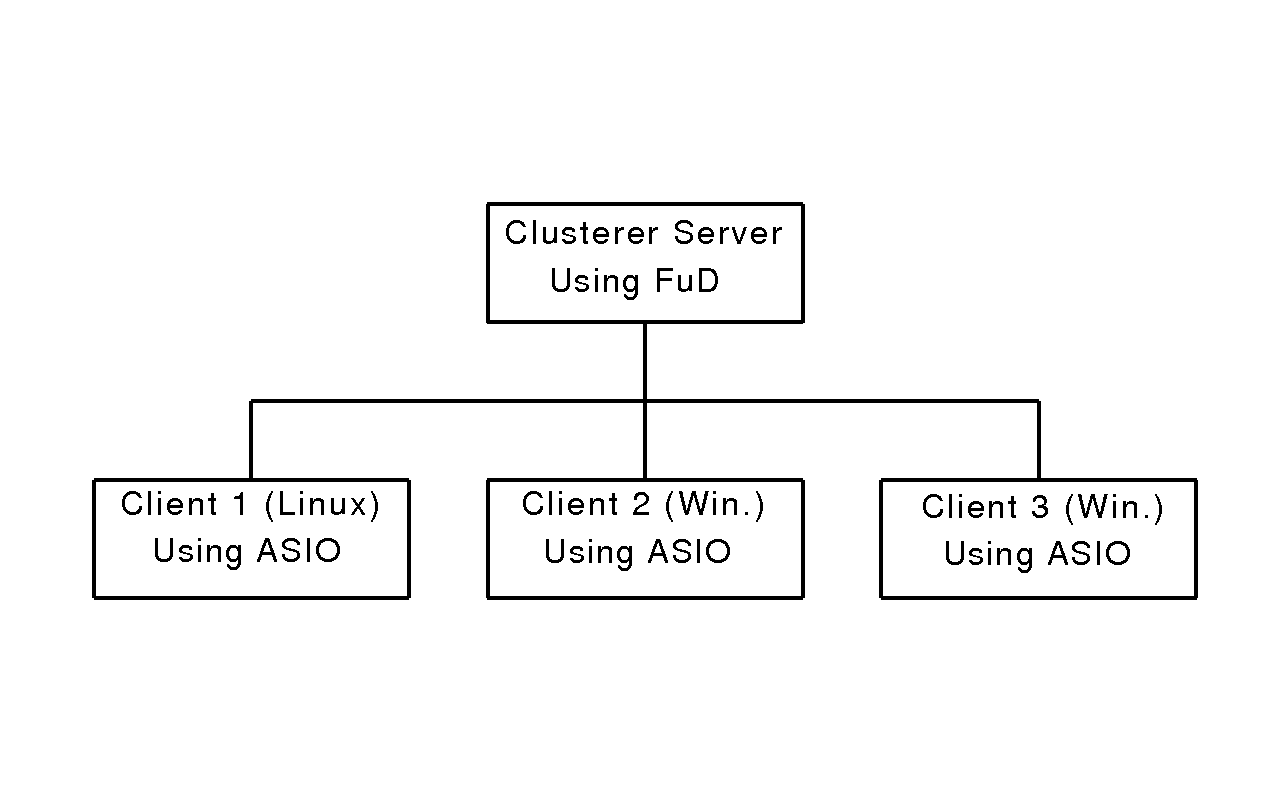 Clusterer Server
Using FuD
Client 1 (Linux)
Using ASIO
Client 2 (Win.)
Using ASIO
Client 3 (Win.)
Using ASIO